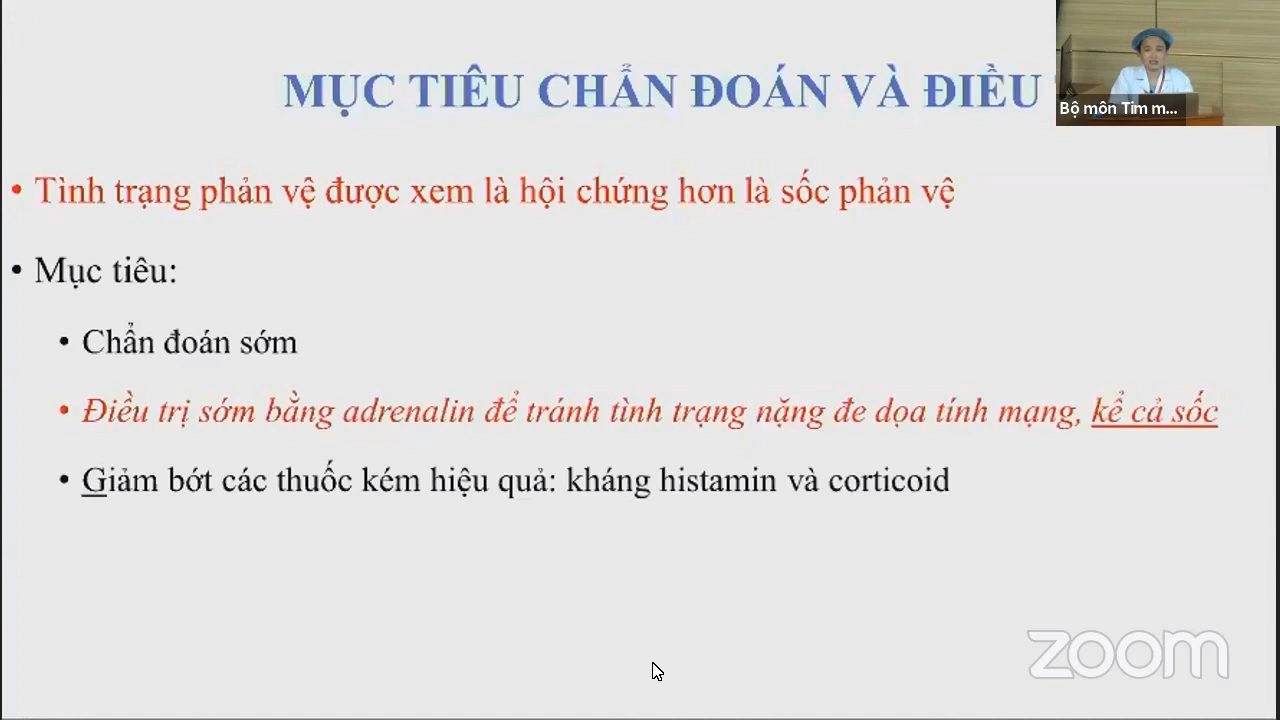 MỤC TIÊU CHẨN ĐOÁN VÀ ĐIỀU
Bộ môn Tim m...
• Tình trạng phản vệ được xem là hội chứng hơn là sốc phản vệ
• Mục tiêu:
• Chẩn đoán sớm
• Điều trị sớm bằng adrenalin để tránh tình trạng nặng đe dọa tính mạng, kể cả sốc
• Giảm bớt các thuốc kém hiệu quả: kháng histamin và corticoid
zoom